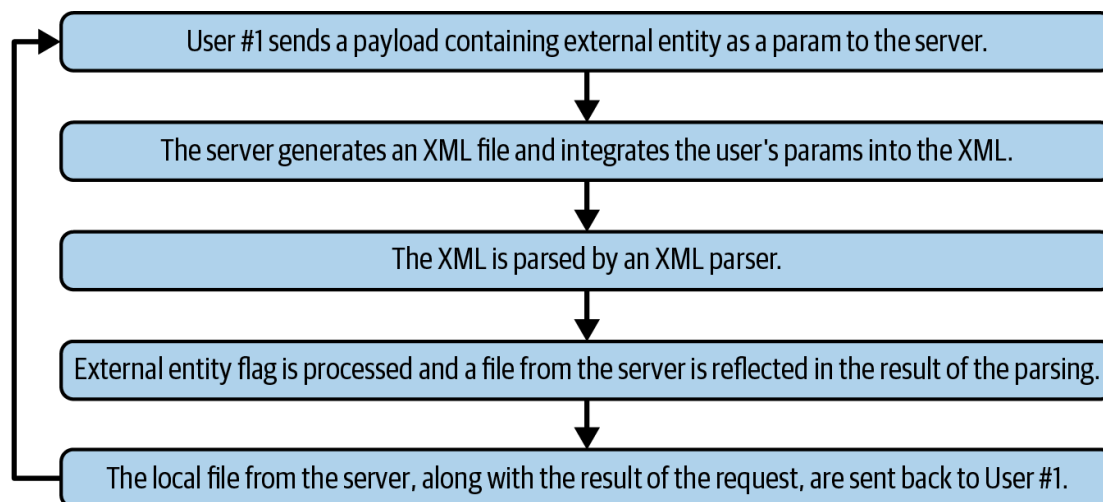 User #1 sends a payload containing external entity as a param to the server.
The server generates an XML file and integrates the user's params into the XML.
The XML is parsed by an XML parser.
External entity flag is processed and a file from the server is reflected in the result of the parsing.
The local file from the server, along with the result of the request, are sent back to User #1.